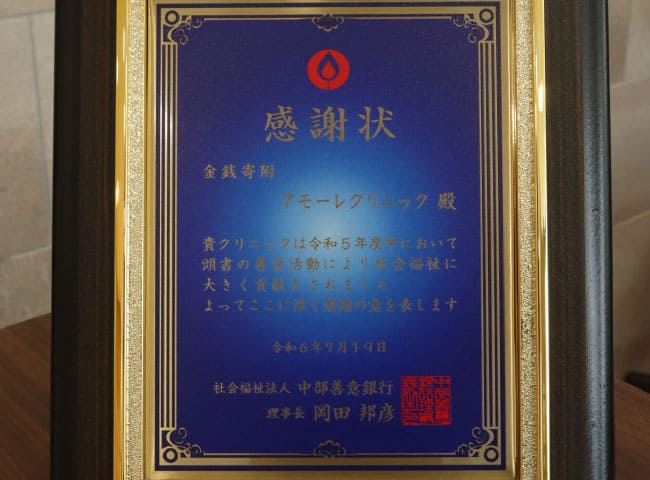 感謝状
金銭寄附
アモーレクリニック 殿
貴クリニックは令和5年度中において
頭書の善意活動により社会福祉に
大きく貢献をされました
よってここに深く感謝の意を表します
令和6年7月19日
社会福祉法人 中部善意銀行
理事長 岡田 邦彦